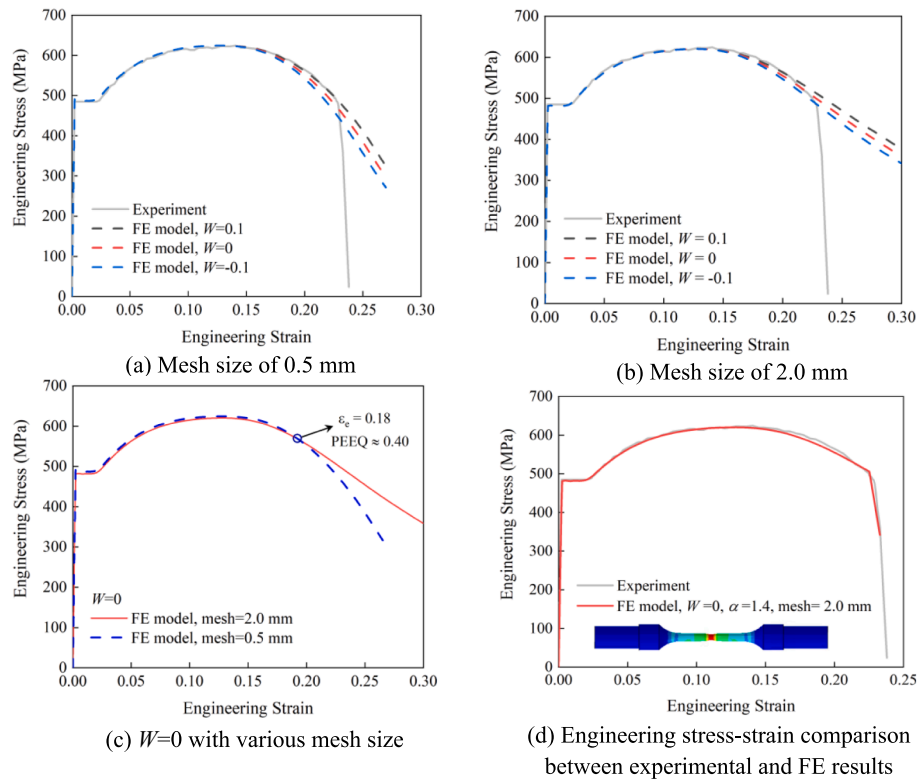 700
600
500
400
300
200
100
0
Engineering Stress (MPa)
Experiment
FE model, W=0.1
FE model, W=0
FE model, W=-0.1
0.00 0.05 0.10 0.15 0.20 0.25 0.30
Engineering Strain
(a) Mesh size of 0.5 mm
700
600
500
400
300
200
100
0
Engineering Stress (MPa)
Experiment
FE model, W = 0.1
FE model, W = 0
FE model, W = -0.1
0.00 0.05 0.10 0.15 0.20 0.25 0.30
Engineering Strain
(b) Mesh size of 2.0 mm
700
600
500
400
300
200
100
0
Engineering Stress (MPa)
εe = 0.18
PEEQ ≈ 0.40
W=0
FE model, mesh=2.0 mm
FE model, mesh=0.5 mm
0.00 0.05 0.10 0.15 0.20 0.25 0.30
Engineering Strain
(c) W=0 with various mesh size
700
600
500
400
300
200
100
0
Engineering Stress (MPa)
Experiment
FE model, W=0, α=1.4, mesh= 2.0 mm
0.00 0.05 0.10 0.15 0.20 0.25
Engineering Strain
(d) Engineering stress-strain comparison
between experimental and FE results